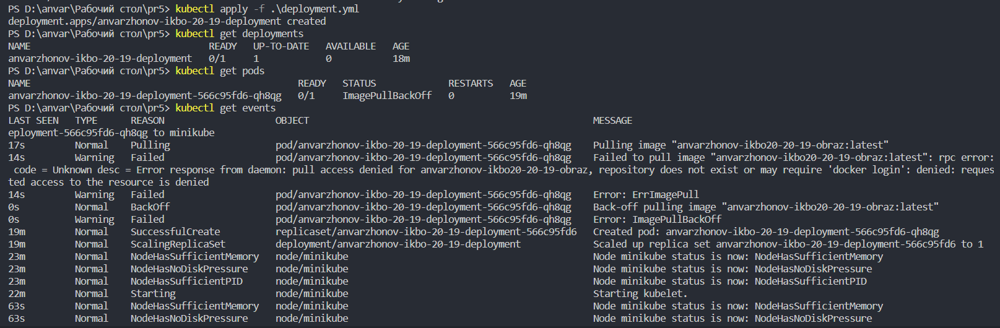 PS D:\anvar\Рабочий стол\pr5> kubectl apply -f .\deployment.yml
deployment.apps/anvarzhonov-ikbo-20-19-deployment created
PS D:\anvar\Рабочий стол\pr5> kubectl get deployments
NAME READY UP-TO-DATE AVAILABLE AGE
anvarzhonov-ikbo-20-19-deployment 0/1 1 0 18m
PS D:\anvar\Рабочий стол\pr5> kubectl get pods
NAME READY STATUS RESTARTS AGE
anvarzhonov-ikbo-20-19-deployment-566c95fd6-qh8qg 0/1 ImagePullBackOff 0 19m
PS D:\anvar\Рабочий стол\pr5> kubectl get events
LAST SEEN TYPE REASON OBJECT MESSAGE
eployment-566c95fd6-qh8qg to minikube
17s Normal Pulling pod/anvarzhonov-ikbo-20-19-deployment-566c95fd6-qh8qg Pulling image "anvarzhonov-ikbo20-20-19-obraz:latest"
14s Warning Failed pod/anvarzhonov-ikbo-20-19-deployment-566c95fd6-qh8qg Failed to pull image "anvarzhonov-ikbo20-20-19-obraz:latest": rpc error:
code = Unknown desc = Error response from daemon: pull access denied for anvarzhonov-ikbo20-20-19-obraz, repository does not exist or may require 'docker login': denied: reques
ted access to the resource is denied
14s Warning Failed pod/anvarzhonov-ikbo-20-19-deployment-566c95fd6-qh8qg Error: ErrImagePull
0s Normal BackOff pod/anvarzhonov-ikbo-20-19-deployment-566c95fd6-qh8qg Back-off pulling image "anvarzhonov-ikbo20-20-19-obraz:latest"
0s Warning Failed pod/anvarzhonov-ikbo-20-19-deployment-566c95fd6-qh8qg Error: ImagePullBackOff
19m Normal SuccessfulCreate replicaset/anvarzhonov-ikbo-20-19-deployment-566c95fd6 Created pod: anvarzhonov-ikbo-20-19-deployment-566c95fd6-qh8qg
19m Normal ScalingReplicaSet deployment/anvarzhonov-ikbo-20-19-deployment Scaled up replica set anvarzhonov-ikbo-20-19-deployment-566c95fd6 to 1
23m Normal NodeHasSufficientMemory node/minikube Node minikube status is now: NodeHasSufficientMemory
23m Normal NodeHasNoDiskPressure node/minikube Node minikube status is now: NodeHasNoDiskPressure
23m Normal NodeHasSufficientPID node/minikube Node minikube status is now: NodeHasSufficientPID
22m Normal Starting node/minikube Starting kubelet.
63s Normal NodeHasSufficientMemory node/minikube Node minikube status is now: NodeHasSufficientMemory
63s Normal NodeHasNoDiskPressure node/minikube Node minikube status is now: NodeHasNoDiskPressure